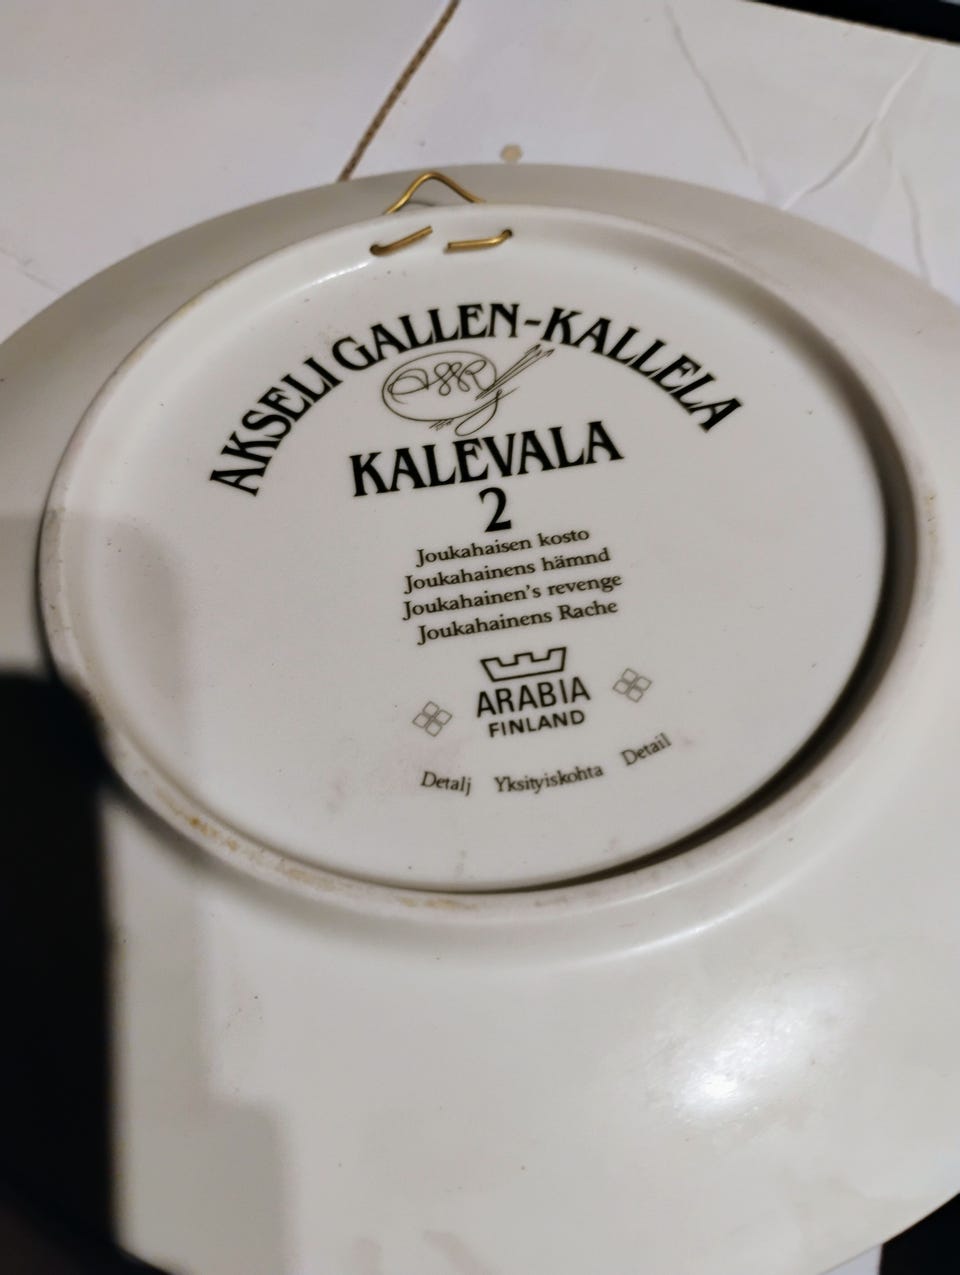 AKSELI GALLEN-KALLELA
KALEVALA
2
Joukahaisen kosto
Joukahainens hämnd
Joukahainen's revenge
Joukahainens Rache
ARABIA
FINLAND
Detalj Yksityiskohta Detail